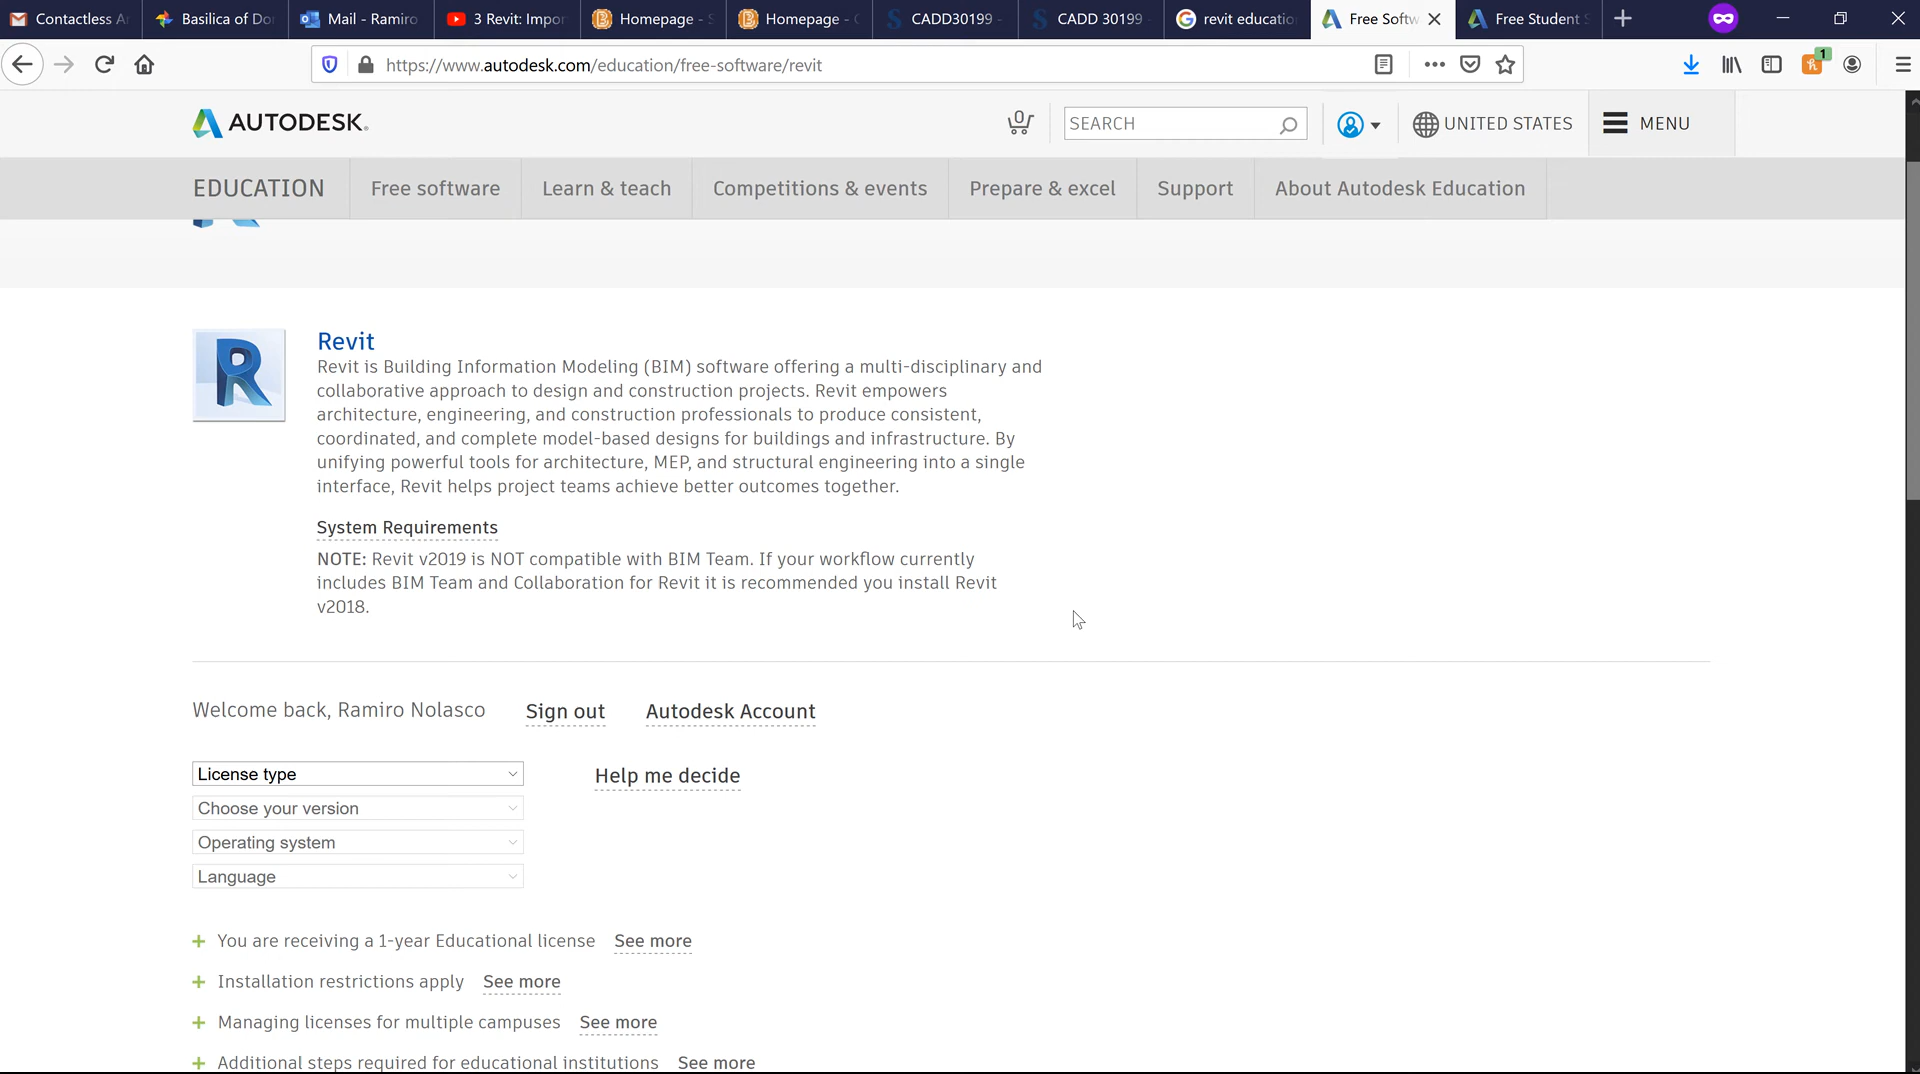 Contactless A
Basilica of Do
Mail - Ramiro
3 Revit: Impor
Homepage - S
Homepage - C
CADD30199 -
CADD 30199
revit educatio
Free Softw
Free Student S
https://www.autodesk.com/education/free-software/revit
1
AUTODESK.
0
SEARCH
UNITED STATES
MENU
EDUCATION
Free software
Learn & teach
Competitions & events
Prepare & excel
Support
About Autodesk Education
R
Revit
Revit is Building Information Modeling (BIM) software offering a multi-disciplinary and
collaborative approach to design and construction projects. Revit empowers
architecture, engineering, and construction professionals to produce consistent,
coordinated, and complete model-based designs for buildings and infrastructure. By
unifying powerful tools for architecture, MEP, and structural engineering into a single
interface, Revit helps project teams achieve better outcomes together.
System Requirements
NOTE: Revit v2019 is NOT compatible with BIM Team. If your workflow currently
includes BIM Team and Collaboration for Revit it is recommended you install Revit
v2018.
Welcome back, Ramiro Nolasco
Sign out
Autodesk Account
License type
Help me decide
Choose your version
Operating system
Language
You are receiving a 1-year Educational license See more
Installation restrictions apply See more
Managing licenses for multiple campuses See more
Additional steps required for educational institutions See more